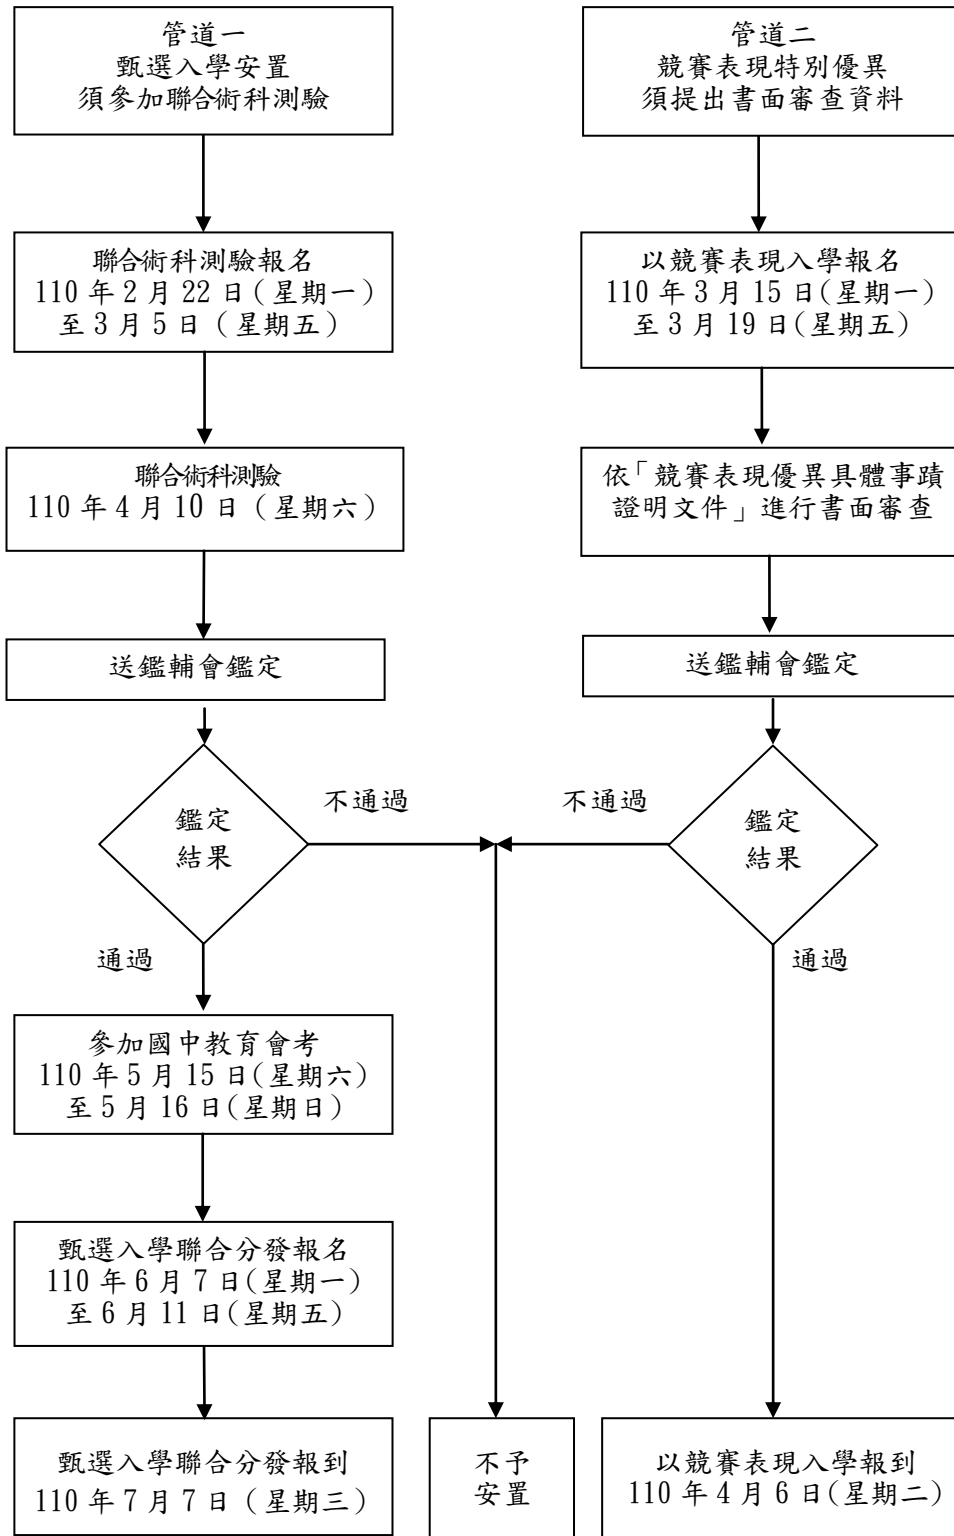 管道一
甄選入學安置
須參加聯合術科測驗
聯合術科測驗報名
110 年 2 月 22 日(星期一)
至 3 月 5 日(星期五)
聯合術科測驗
110 年 4 月 10 日(星期六)
送鑑輔會鑑定
鑑定
結果
不通過
通過
參加國中教育會考
110 年 5 月 15 日(星期六)
至 5 月 16 日(星期日)
甄選入學聯合分發報名
110 年 6 月 7 日(星期一)
至 6 月 11 日(星期五)
甄選入學聯合分發報到
110 年 7 月 7 日(星期三)
管道二
競賽表現特別優異
須提出書面審查資料
以競賽表現入學報名
110 年 3 月 15 日(星期一)
至 3 月 19 日(星期五)
依「競賽表現優異具體事蹟
證明文件」進行書面審查
送鑑輔會鑑定
鑑定
結果
不通過
通過
不予
安置
以競賽表現入學報到
110 年 4 月 6 日(星期二)